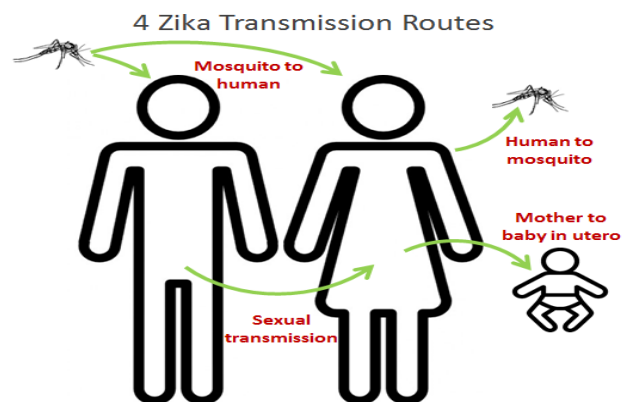 4 Zika Transmission Routes
Mosquito to
human
Human to
mosquito
Mother to
baby in utero
Sexual
transmission